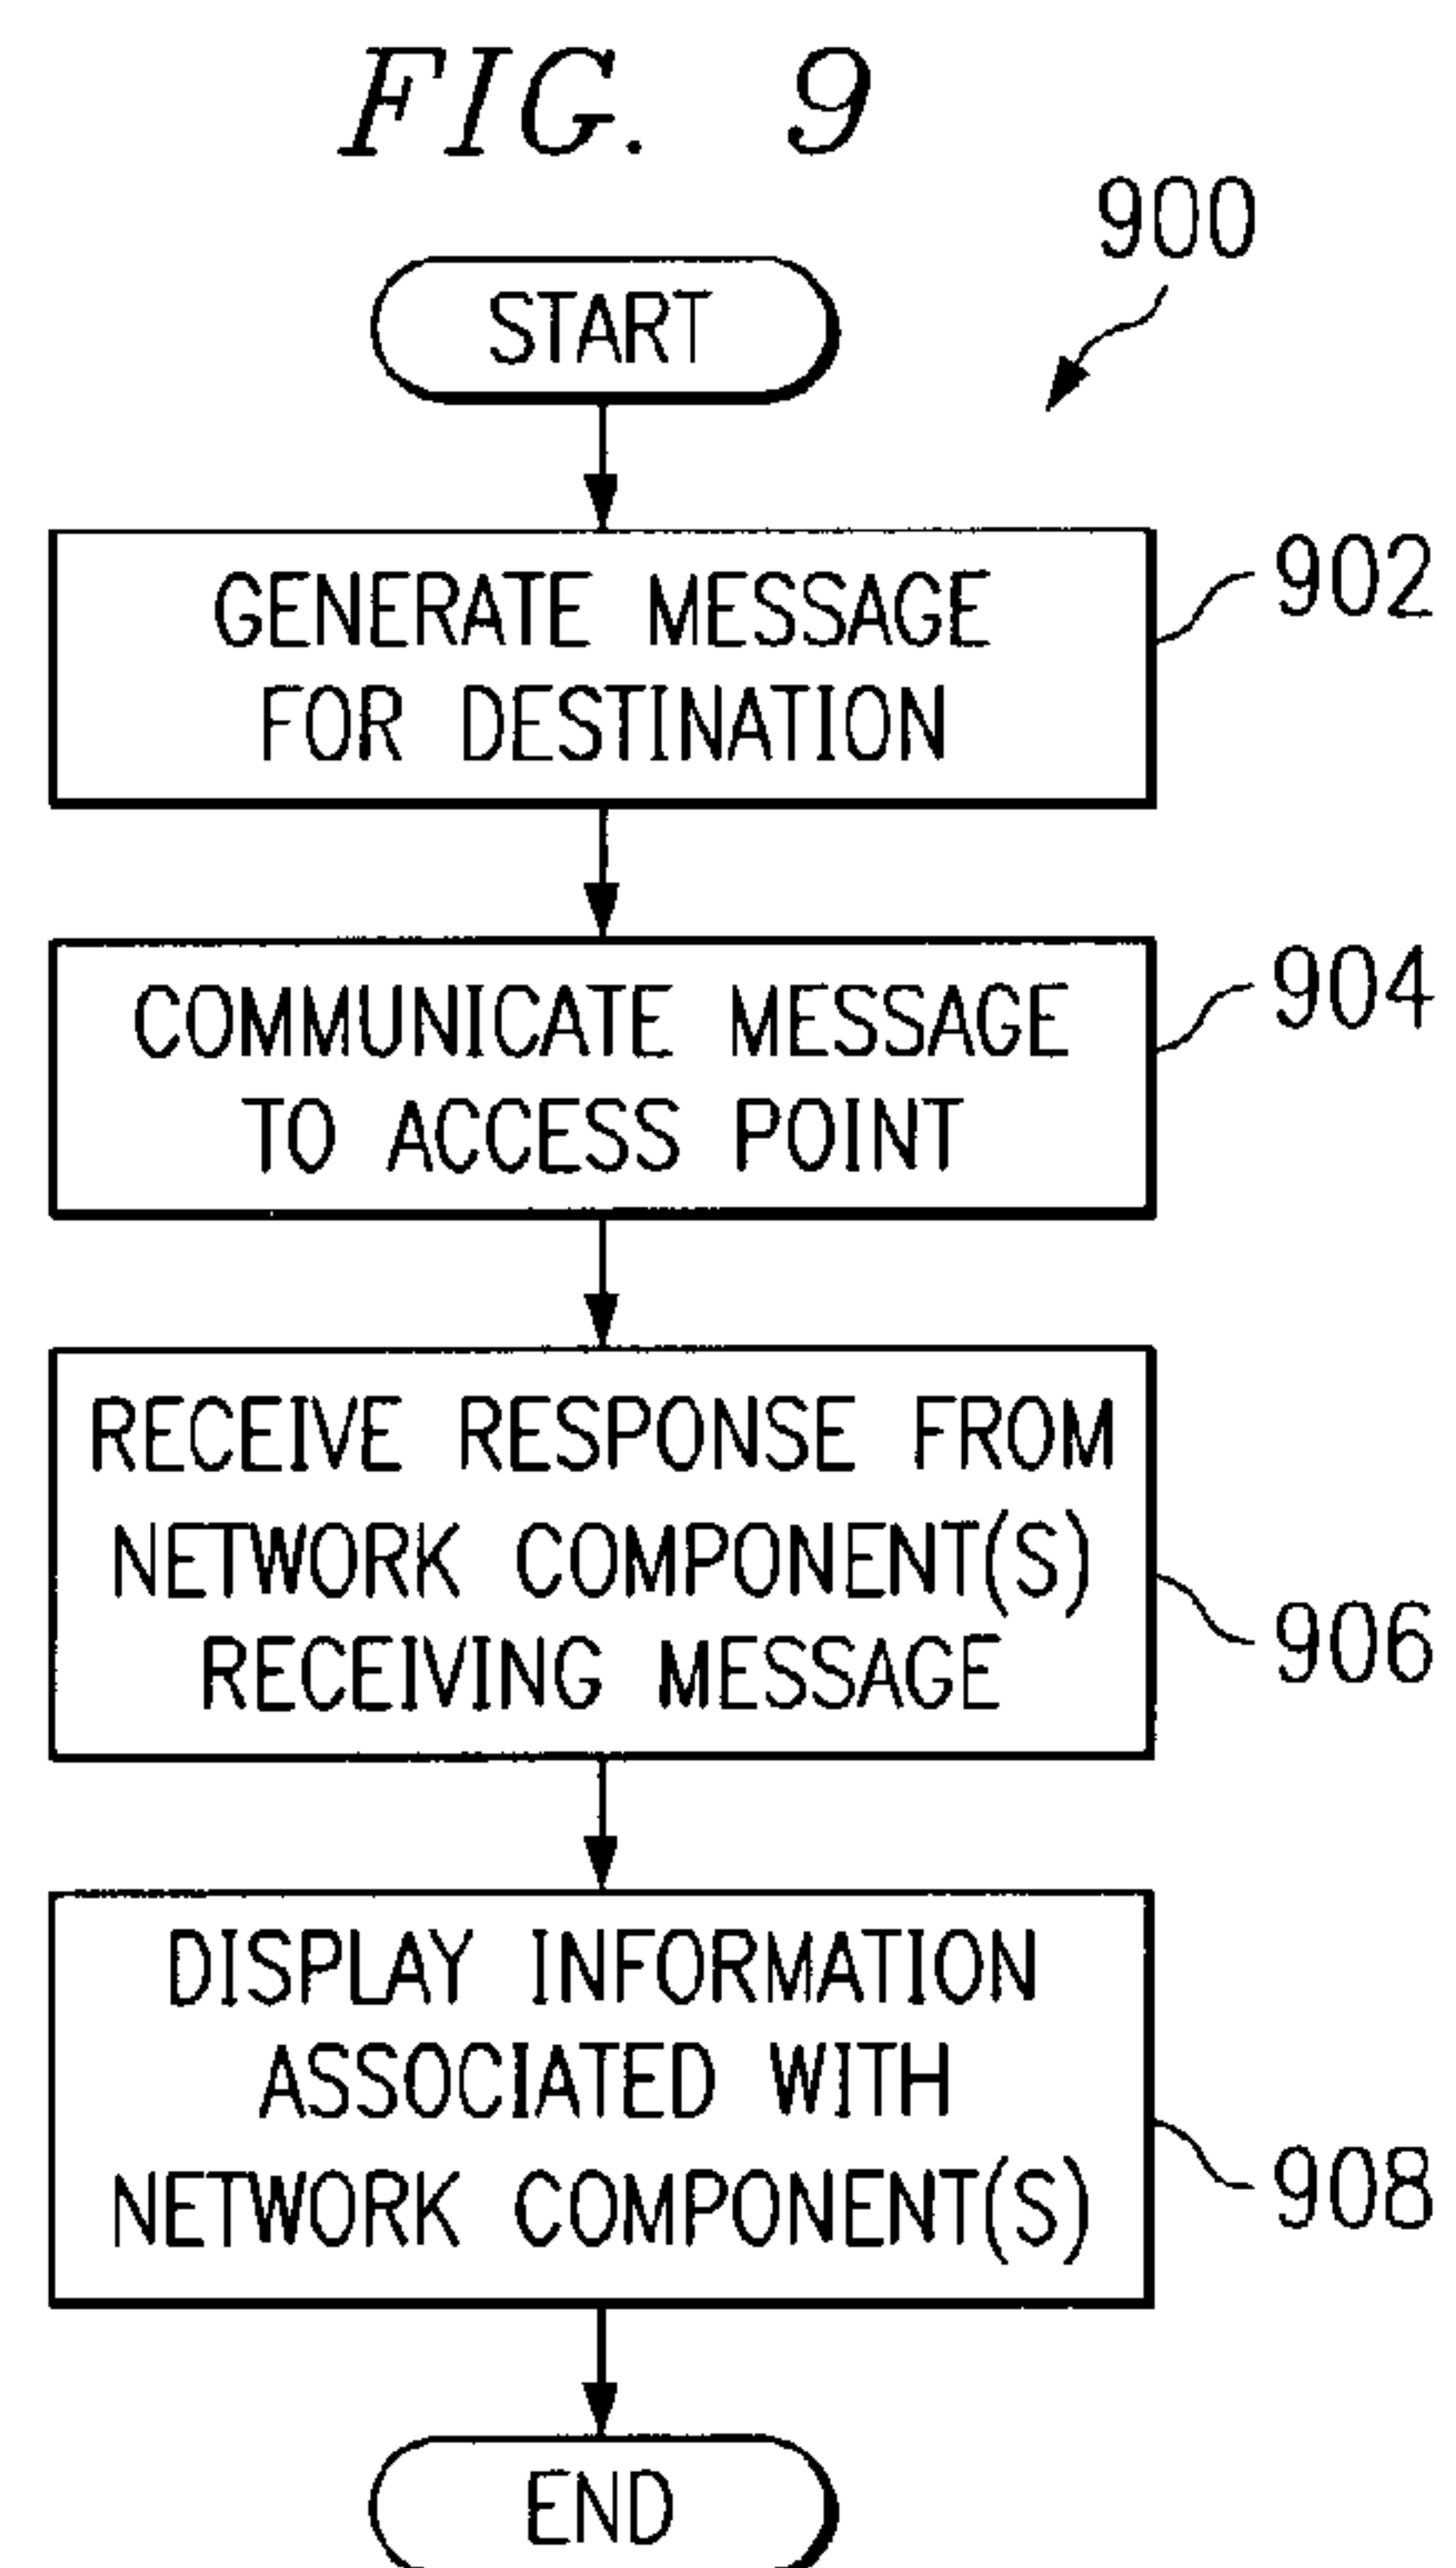 FIG. 9
900
START
GENERATE MESSAGE
FOR DESTINATION
902
COMMUNICATE MESSAGE
TO ACCESS POINT
904
RECEIVE RESPONSE FROM
NETWORK COMPONENT(S)
RECEIVING MESSAGE
906
DISPLAY INFORMATION
ASSOCIATED WITH
NETWORK COMPONENT(S)
908
END